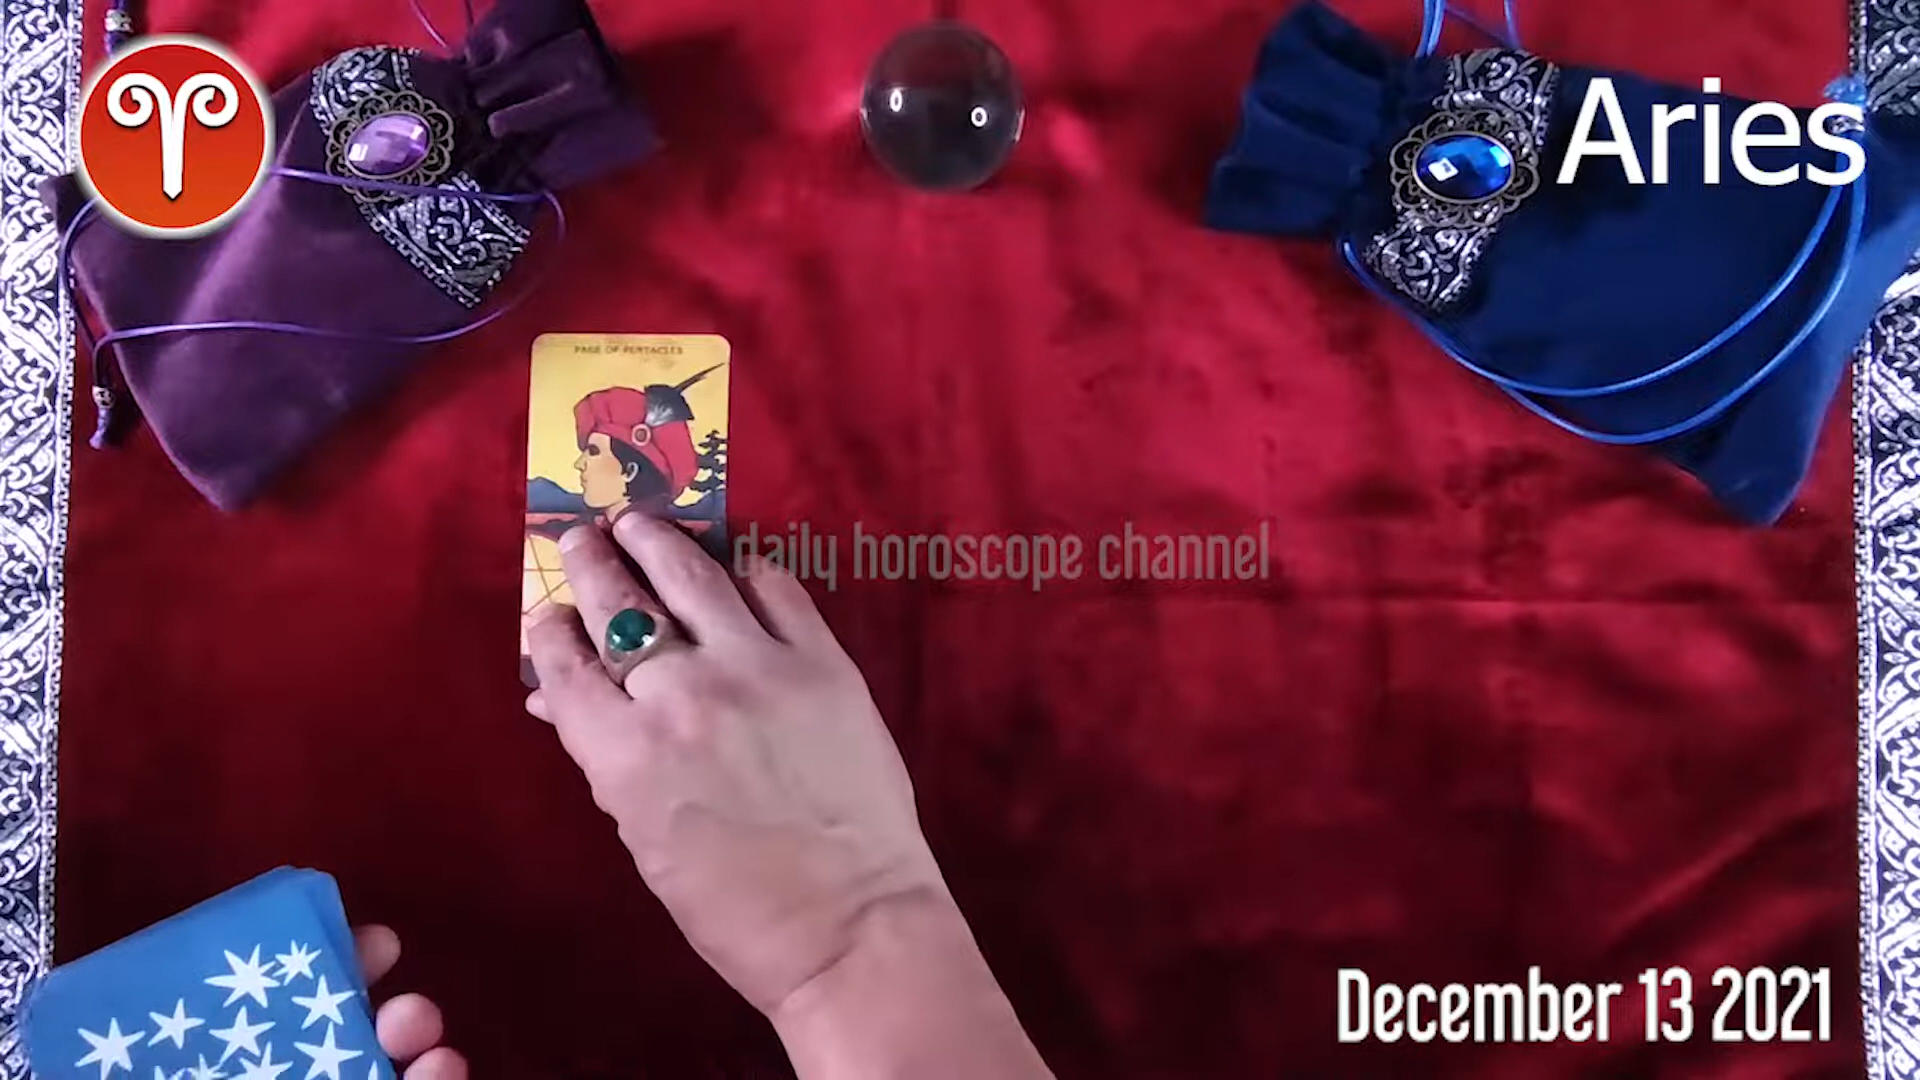 Aries
PAGE OF PENTACLES
daily horoscope channel
December 13 2021